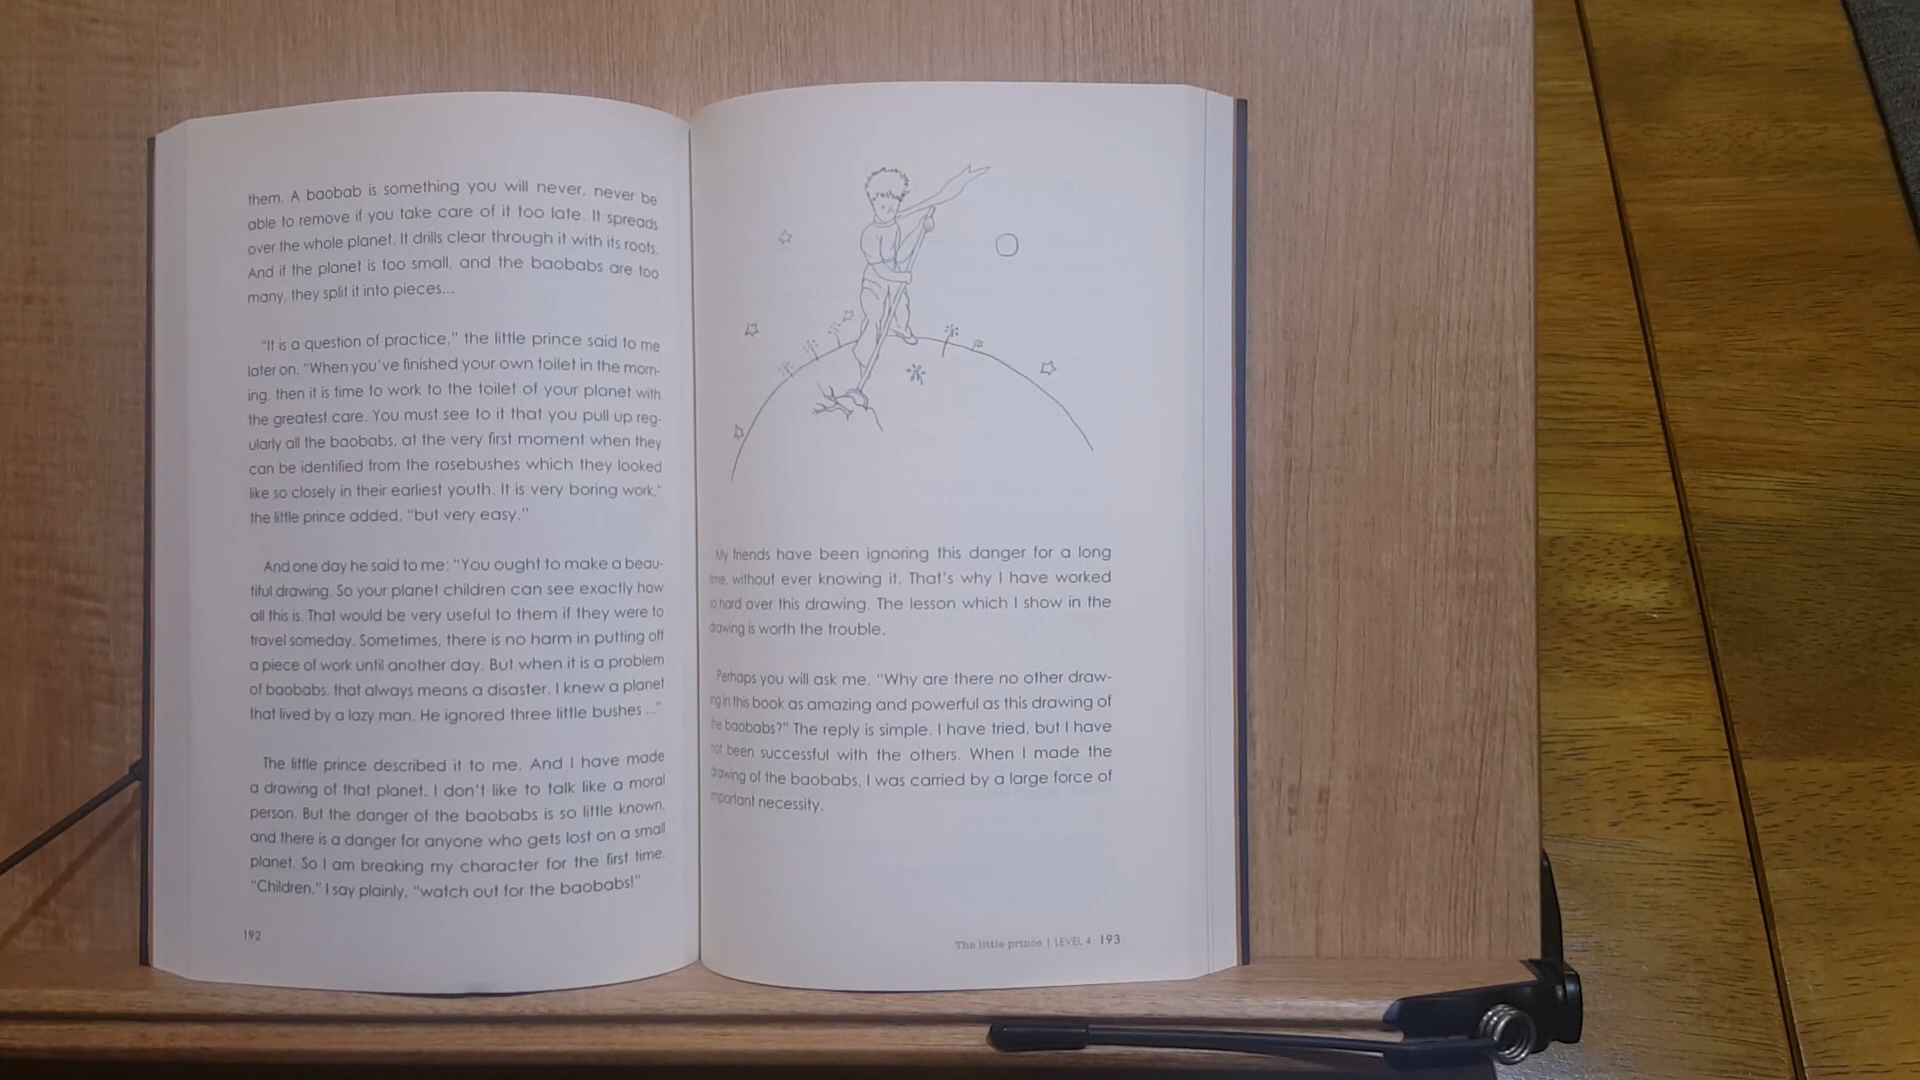 them. A baobab is something you will never, never be
able to remove if you take care of it too late. It spreads
over the whole planet. It drills clear through it with its roots.
And if the planet is too small, and the baobabs are too
many, they split it into pieces...
"It is a question of practice," the little prince said to me
later on. "When you've finished your own toilet in the morn-
ing, then it is time to work to the toilet of your planet with
the greatest care. You must see to it that you pull up reg-
ularly all the baobabs, at the very first moment when they
can be identified from the rosebushes which they looked
like so closely in their earliest youth. It is very boring work,"
the little prince added, "but very easy."
And one day he said to me: "You ought to make a beau-
tiful drawing. So your planet children can see exactly how
all this is. That would be very useful to them if they were to
travel someday. Sometimes, there is no harm in putting off
a piece of work until another day. But when it is a problem
of baobabs, that always means a disaster. I knew a planet
that lived by a lazy man. He ignored three little bushes ..."
The little prince described it to me. And I have made
a drawing of that planet. I don't like to talk like a moral
person. But the danger of the baobabs is so little known,
and there is a danger for anyone who gets lost on a small
planet. So I am breaking my character for the first time.
"Children," I say plainly, "watch out for the baobabs!"
192
My friends have been ignoring this danger for a long
time, without ever knowing it. That's why I have worked
so hard over this drawing. The lesson which I show in the
drawing is worth the trouble.
Perhaps you will ask me, "Why are there no other draw-
ing in this book as amazing and powerful as this drawing of
the baobabs?" The reply is simple. I have tried, but I have
not been successful with the others. When I made the
drawing of the baobabs, I was carried by a large force of
important necessity.
The little prince | LEVEL 4 193